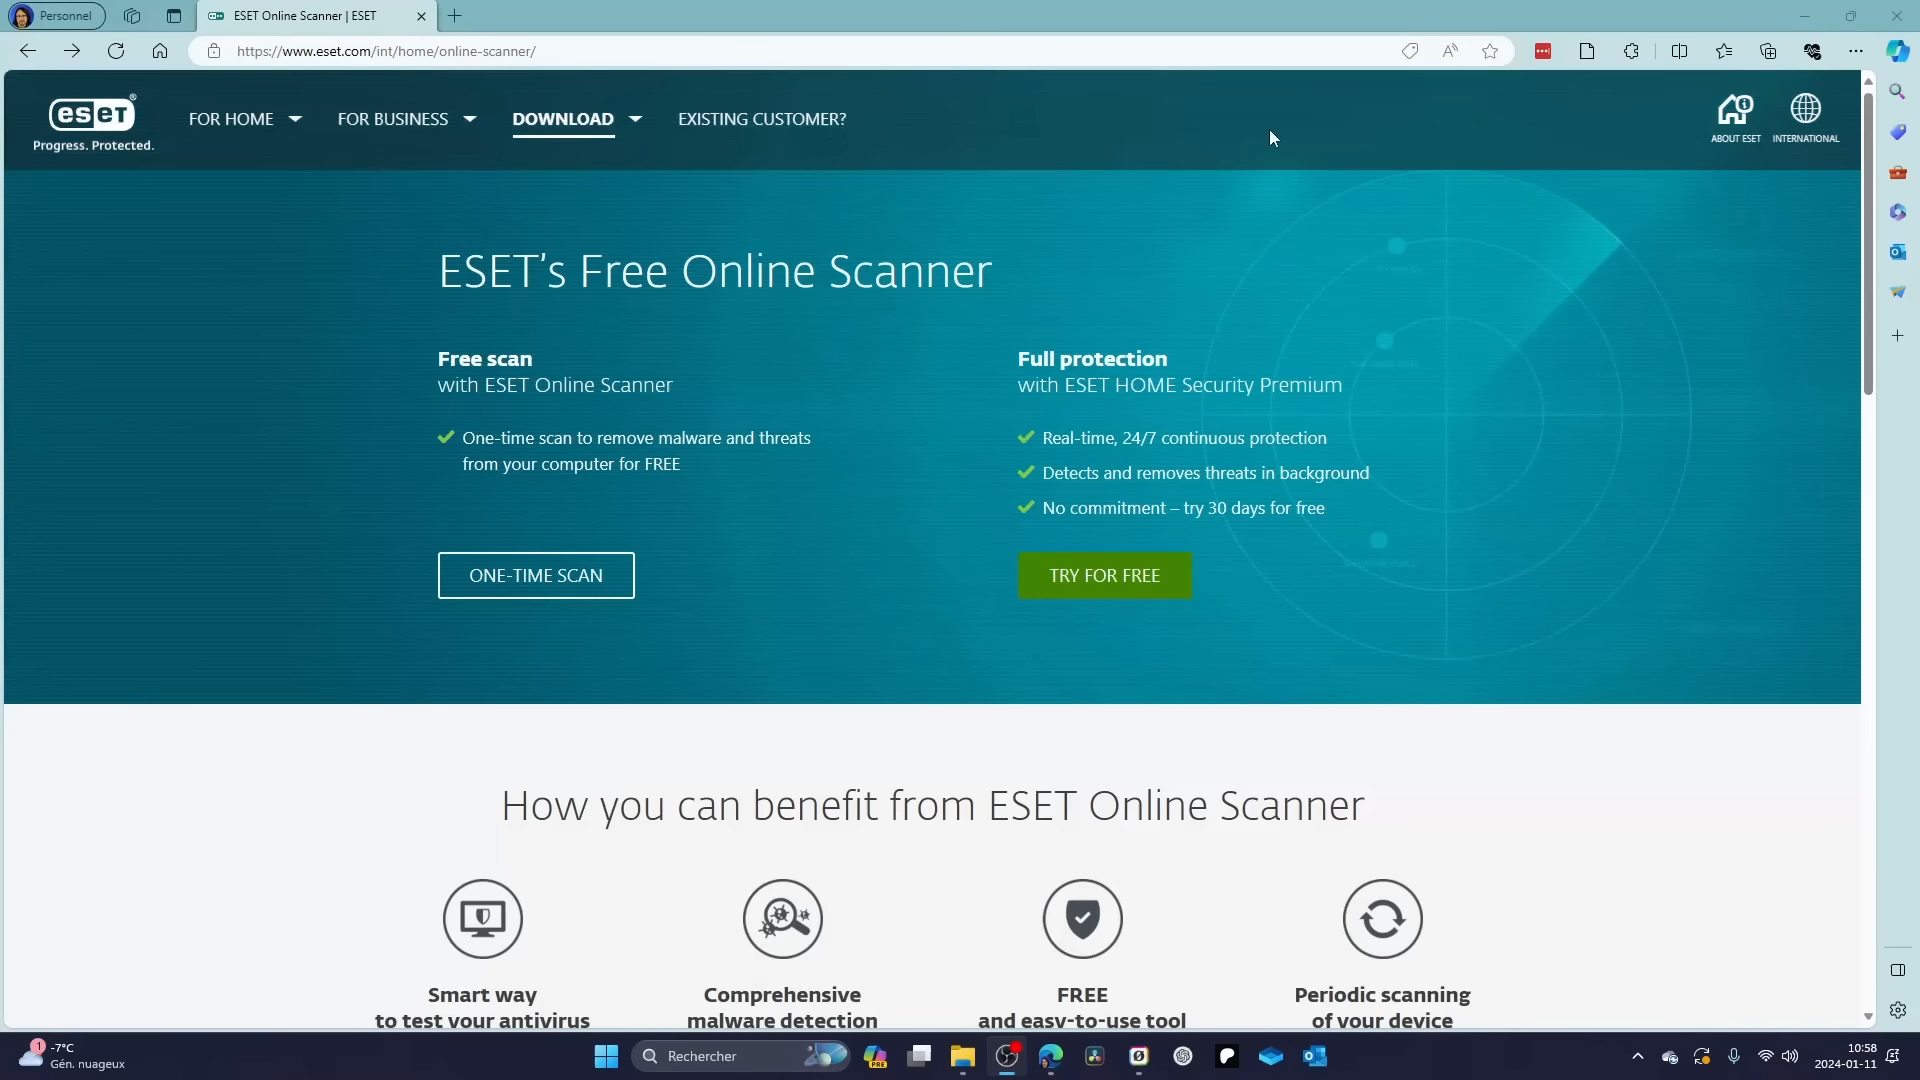 Personnel
ESET Online Scanner | ESET
https://www.eset.com/int/home/online-scanner/
eset®
Progress. Protected.
FOR HOME
FOR BUSINESS
DOWNLOAD
EXISTING CUSTOMER?
ABOUT ESET
INTERNATIONAL
ESET’s Free Online Scanner
Free scan
with ESET Online Scanner
One-time scan to remove malware and threats
from your computer for FREE
ONE-TIME SCAN
Full protection
with ESET HOME Security Premium
Real-time, 24/7 continuous protection
Detects and removes threats in background
No commitment – try 30 days for free
TRY FOR FREE
How you can benefit from ESET Online Scanner
Smart way
to test your antivirus
Comprehensive
malware detection
FREE
and easy-to-use tool
Periodic scanning
of your device
1
-7°C
Gén. nuageux
Rechercher
PRE
10:58
2024-01-11